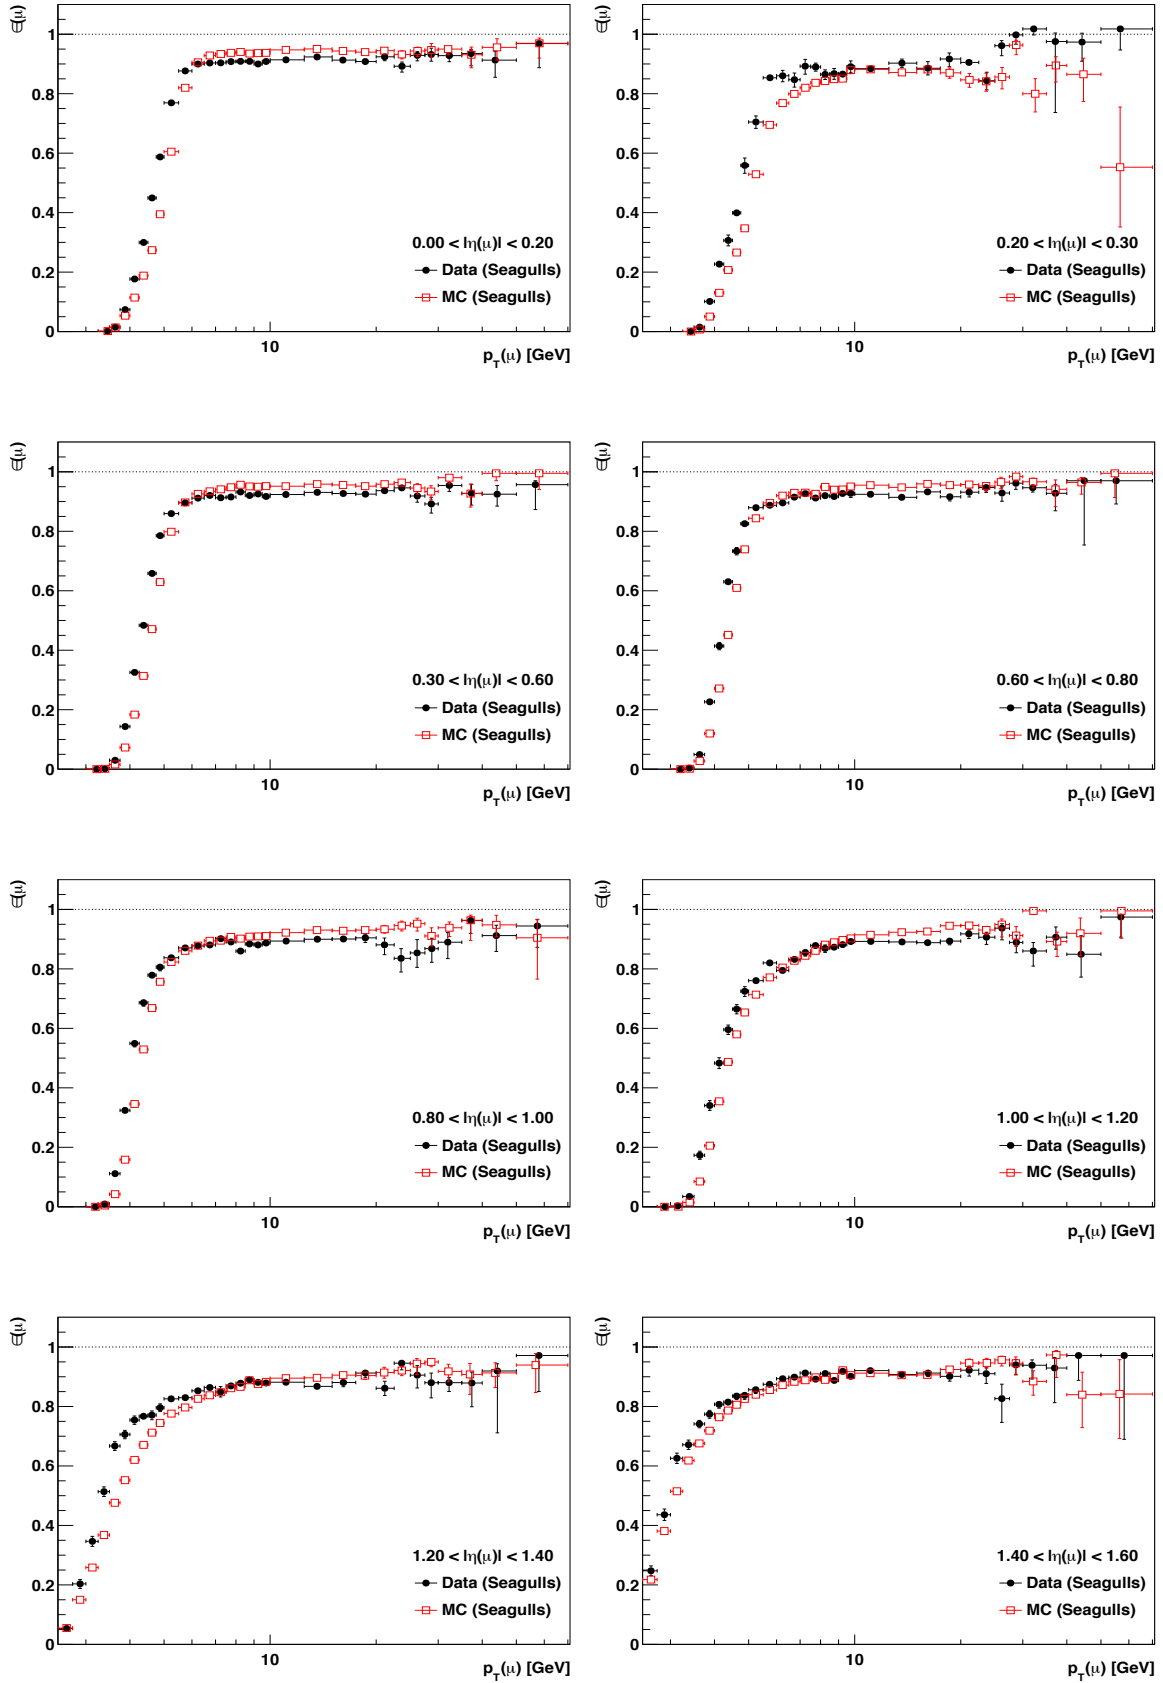 ∈(μ)
1
0.8
0.6
0.4
0.2
0
0.00 < |η(μ)| < 0.20
Data (Seagulls)
MC (Seagulls)
10
p_T(μ) [GeV]
∈(μ)
1
0.8
0.6
0.4
0.2
0
0.20 < |η(μ)| < 0.30
Data (Seagulls)
MC (Seagulls)
10
p_T(μ) [GeV]
∈(μ)
1
0.8
0.6
0.4
0.2
0
0.30 < |η(μ)| < 0.60
Data (Seagulls)
MC (Seagulls)
10
p_T(μ) [GeV]
∈(μ)
1
0.8
0.6
0.4
0.2
0
0.60 < |η(μ)| < 0.80
Data (Seagulls)
MC (Seagulls)
10
p_T(μ) [GeV]
∈(μ)
1
0.8
0.6
0.4
0.2
0
0.80 < |η(μ)| < 1.00
Data (Seagulls)
MC (Seagulls)
10
p_T(μ) [GeV]
∈(μ)
1
0.8
0.6
0.4
0.2
0
1.00 < |η(μ)| < 1.20
Data (Seagulls)
MC (Seagulls)
10
p_T(μ) [GeV]
∈(μ)
1
0.8
0.6
0.4
0.2
0
1.20 < |η(μ)| < 1.40
Data (Seagulls)
MC (Seagulls)
10
p_T(μ) [GeV]
∈(μ)
1
0.8
0.6
0.4
0.2
0
1.40 < |η(μ)| < 1.60
Data (Seagulls)
MC (Seagulls)
10
p_T(μ) [GeV]